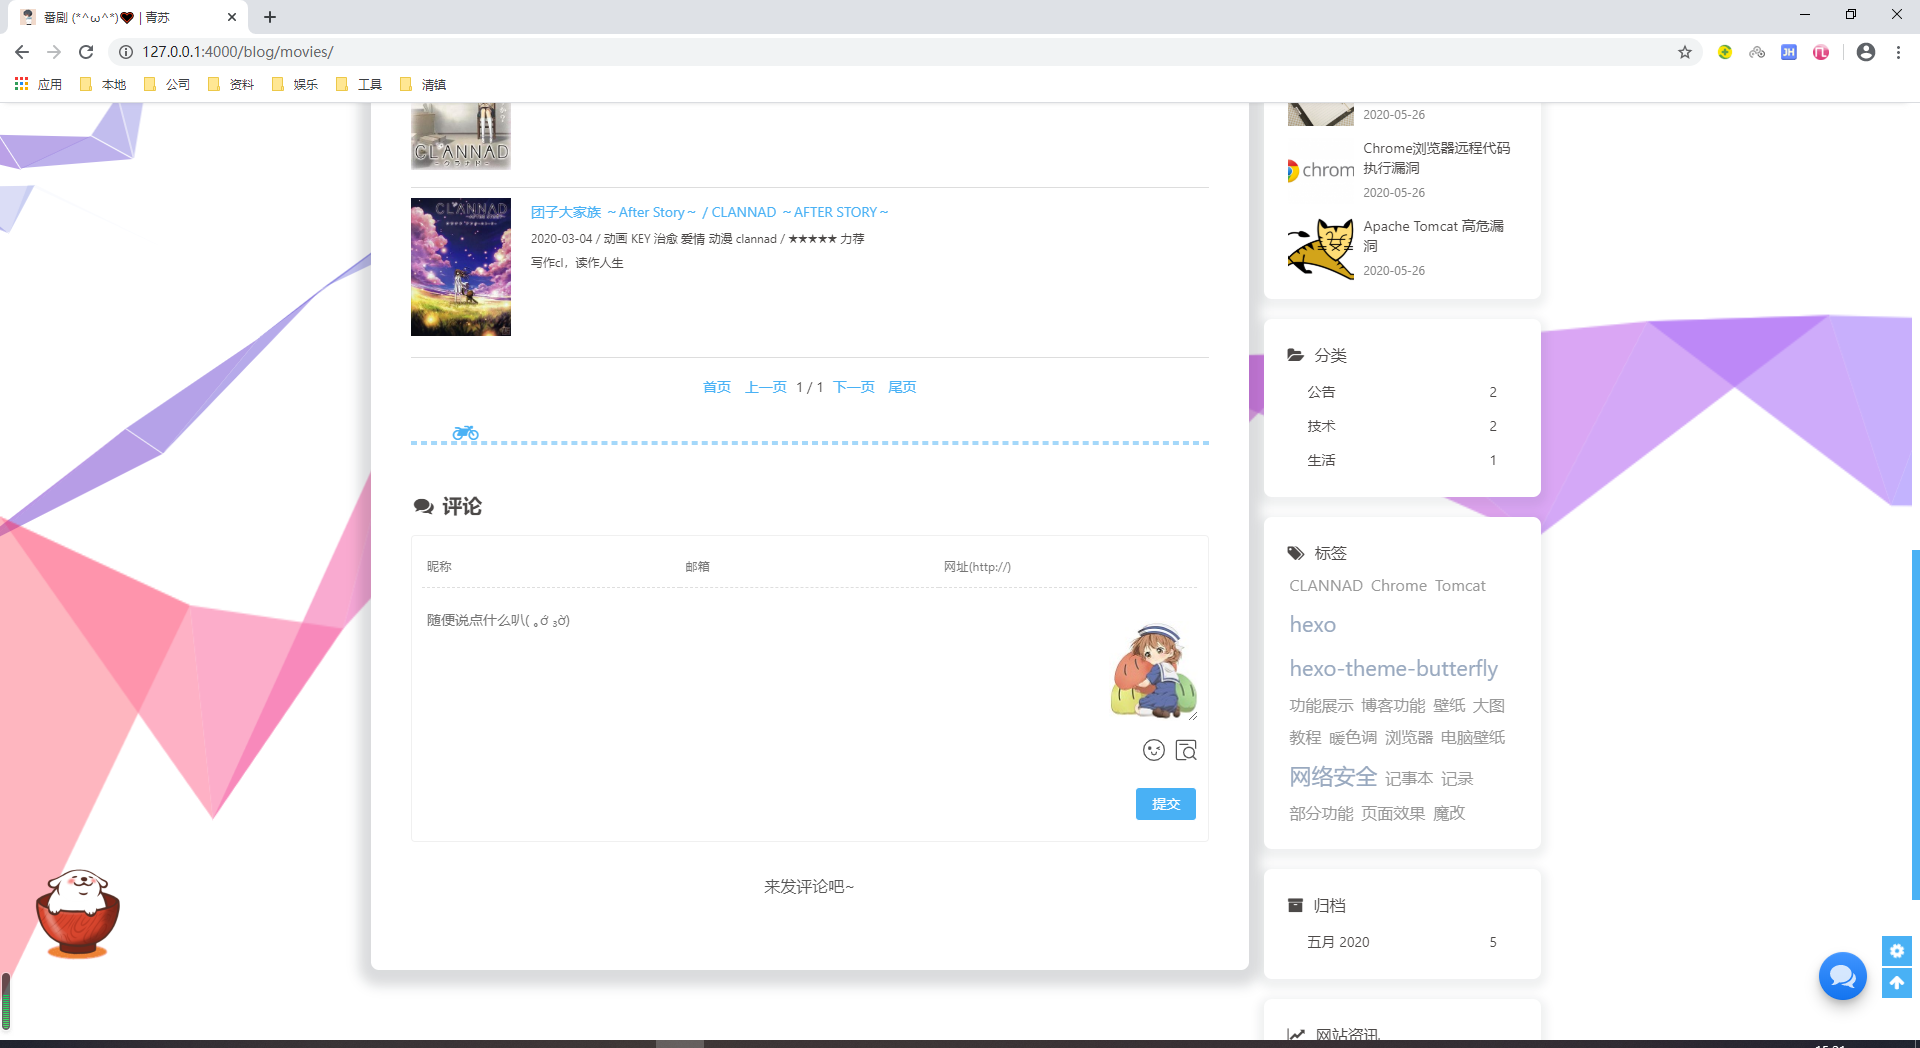 番剧 (*^ω^*)🖤 | 青苏
127.0.0.1:4000/blog/movies/
JH
应用 本地 公司 资料 娱乐 工具 清镇
CLANNAD
-クラナド-
CLANNAD
团子大家族 ～After Story～ / CLANNAD ～AFTER STORY～
2020-03-04 / 动画 KEY 治愈 爱情 动漫 clannad / ★★★★★ 力荐
写作cl，读作人生
首页 上一页 1 / 1 下一页 尾页
评论
昵称 邮箱 网址(http://)
随便说点什么叭( 。ớ ₃ờ)
提交
来发评论吧~
2020-05-26
chrom
Chrome浏览器远程代码
执行漏洞
2020-05-26
Apache Tomcat 高危漏
洞
2020-05-26
分类
公告 2
技术 2
生活 1
标签
CLANNAD Chrome Tomcat
hexo
hexo-theme-butterfly
功能展示 博客功能 壁纸 大图
教程 暖色调 浏览器 电脑壁纸
网络安全 记事本 记录
部分功能 页面效果 魔改
归档
五月 2020 5
网站资讯